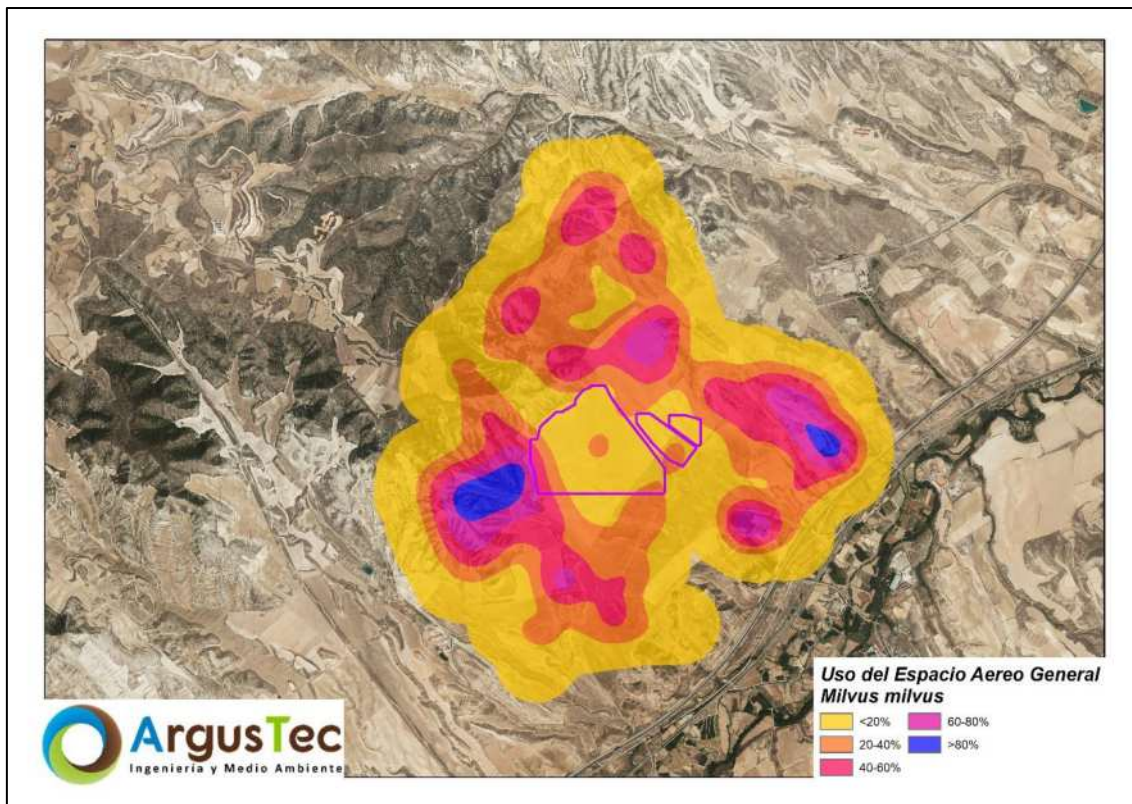 Uso del Espacio Aereo General
Milvus milvus
<20%
20-40%
40-60%
60-80%
>80%
ArgusTec
Ingeniería y Medio Ambiente